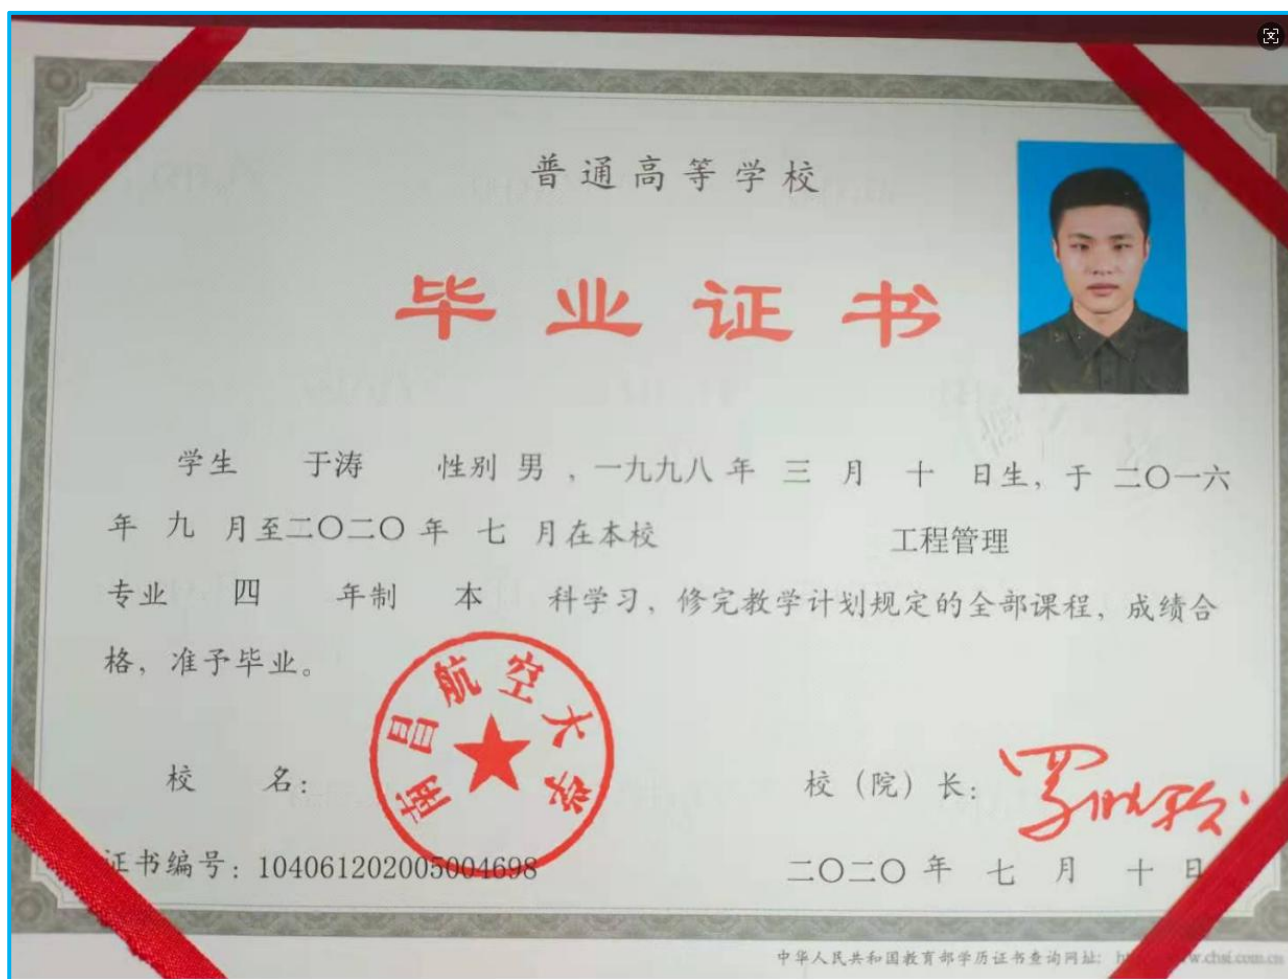 普通高等学校
毕业证书
学生 于涛 性别 男 ,一九九八 年 三 月 十 日生, 于 二〇一六
年 九 月至二〇二〇 年 七 月在本校 工程管理
专业 四 年制 本 科学习, 修完教学计划规定的全部课程, 成绩合
格, 准予毕业。
南昌航空大学
校 名: 校 (院) 长:
证书编号: 104061202005004698 二〇二〇 年 七 月 十 日
中华人民共和国教育部学历证书查询网址: www.chsi.com.cn